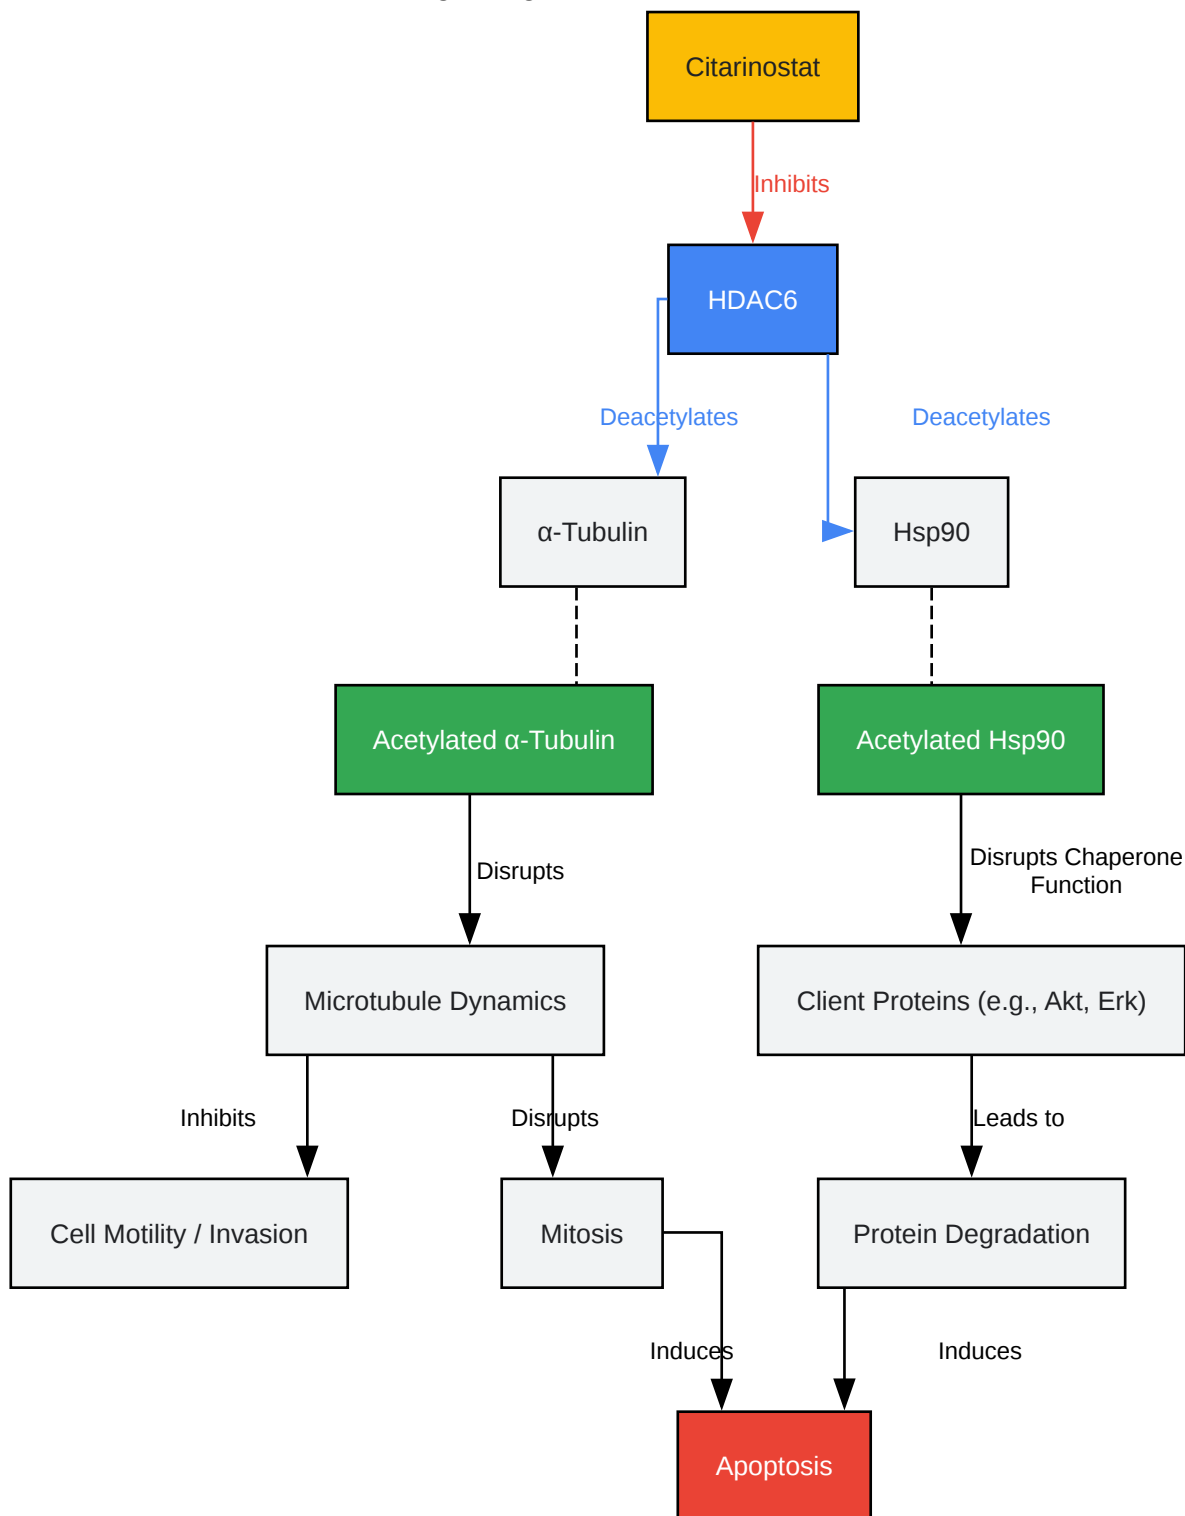 Citarinostat
Inhibits
HDAC6
Deacetylates
Deacetylates
α-Tubulin
Hsp90
Acetylated α-Tubulin
Acetylated Hsp90
Disrupts
Disrupts Chaperone
Function
Microtubule Dynamics
Client Proteins (e.g., Akt, Erk)
Inhibits
Disrupts
Leads to
Cell Motility / Invasion
Mitosis
Protein Degradation
Induces
Induces
Apoptosis